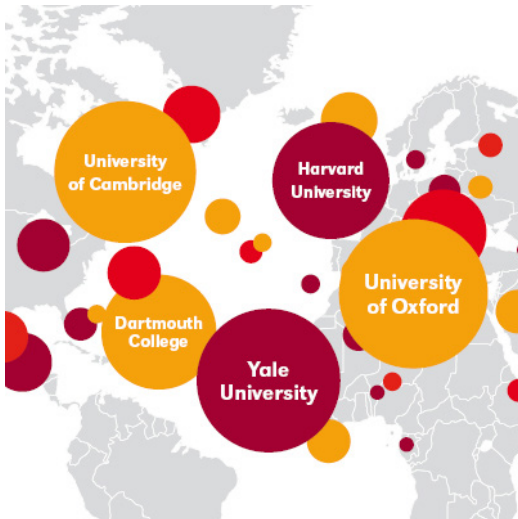 University
of Cambridge
Harvard
University
University
of Oxford
Dartmouth
College
Yale
University